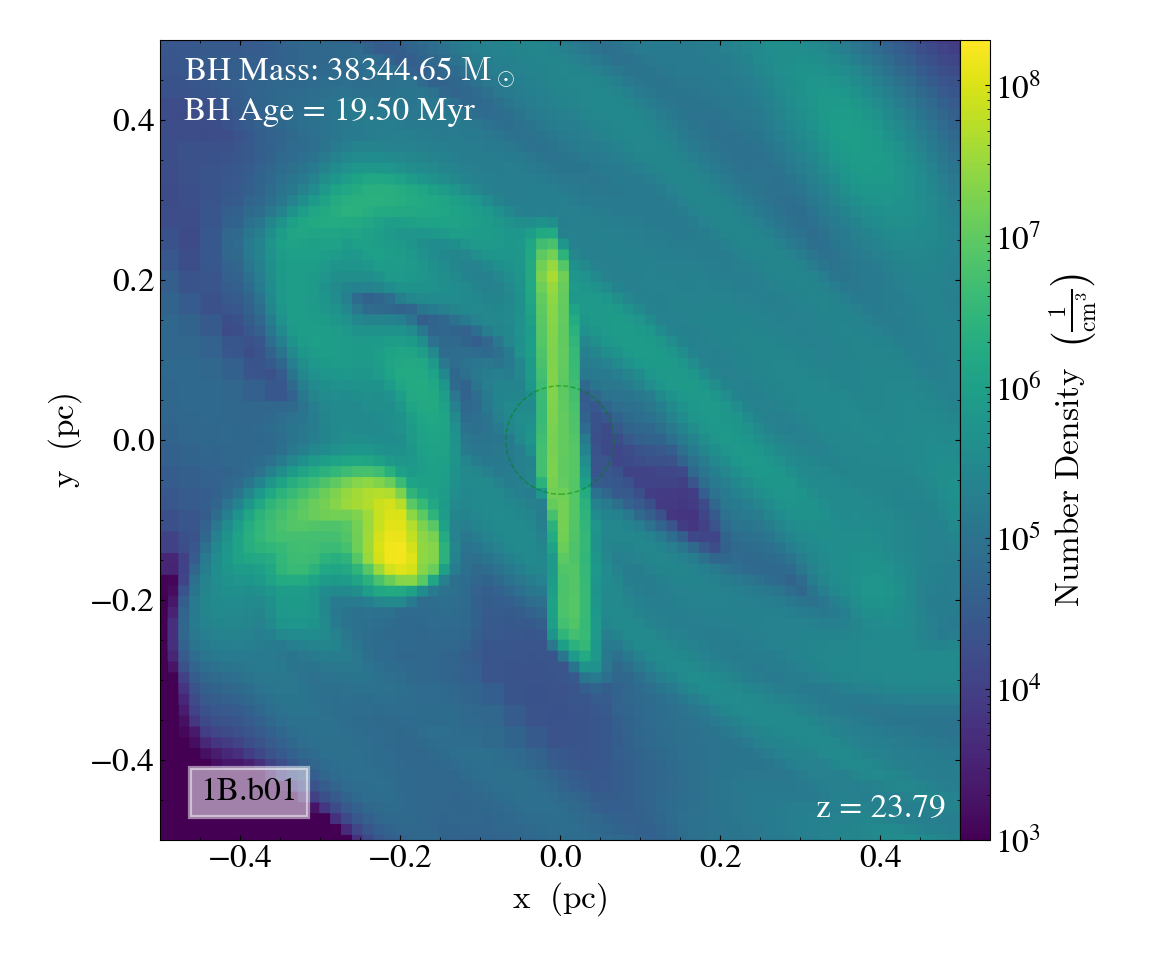 BH Mass: 38344.65 M⊙
BH Age = 19.50 Myr
0.4
0.2
0.0
−0.2
−0.4
y (pc)
1B.b01
z = 23.79
−0.4 −0.2 0.0 0.2 0.4
x (pc)
10⁸
10⁷
10⁶
10⁵
10⁴
10³
Number Density (1/cm³)